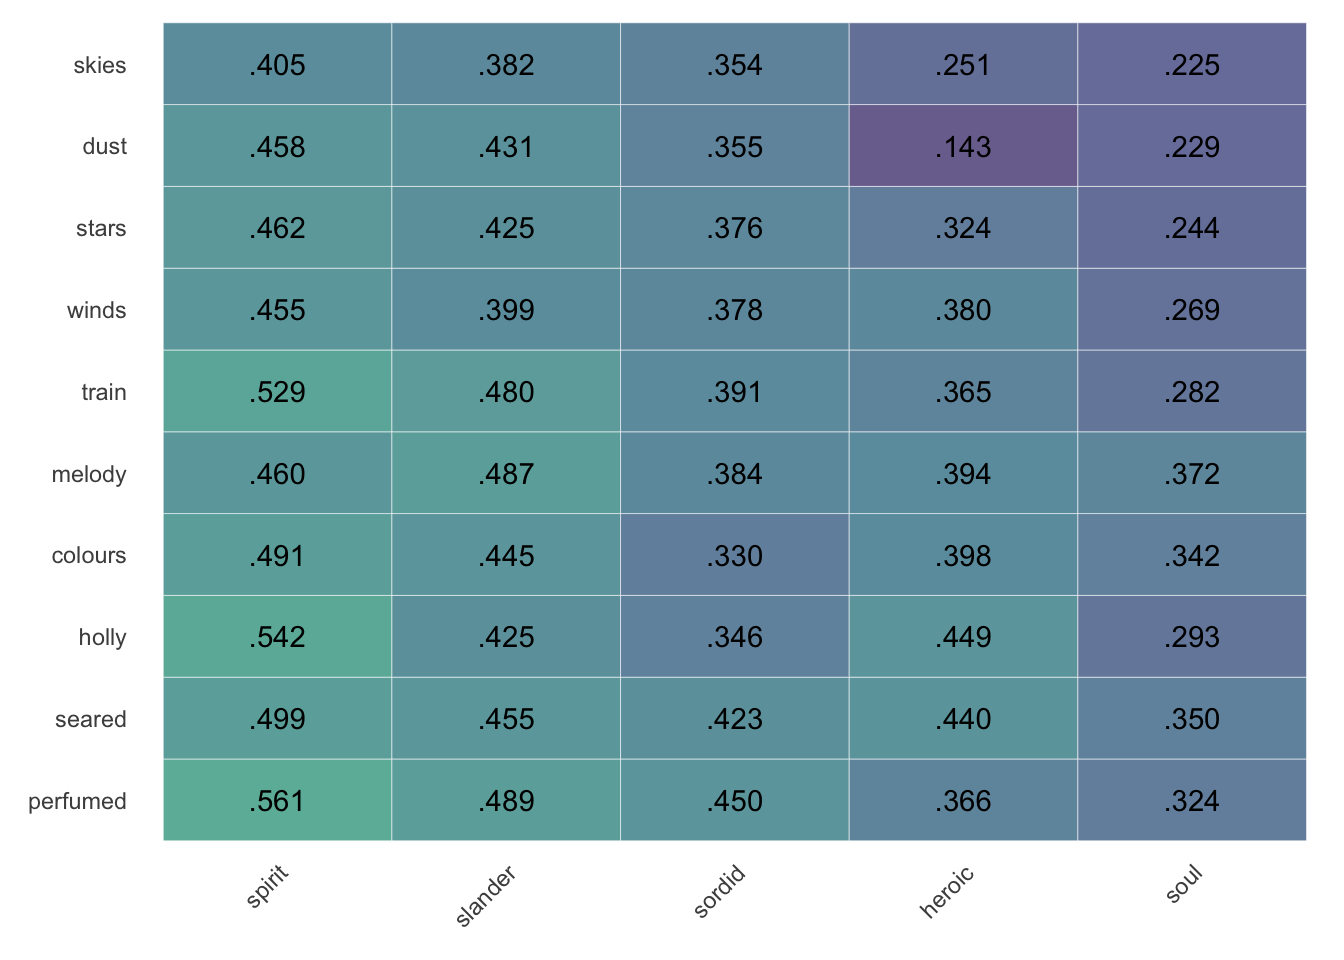 skies .405 .382 .354 .251 .225
dust .458 .431 .355 .143 .229
stars .462 .425 .376 .324 .244
winds .455 .399 .378 .380 .269
train .529 .480 .391 .365 .282
melody .460 .487 .384 .394 .372
colours .491 .445 .330 .398 .342
holly .542 .425 .346 .449 .293
seared .499 .455 .423 .440 .350
perfumed .561 .489 .450 .366 .324
spirit slander sordid heroic soul